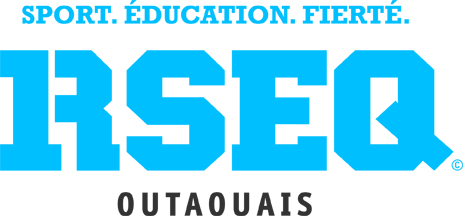 SPORT. ÉDUCATION. FIERTÉ.
RSEQ ©
OUTAOUAIS